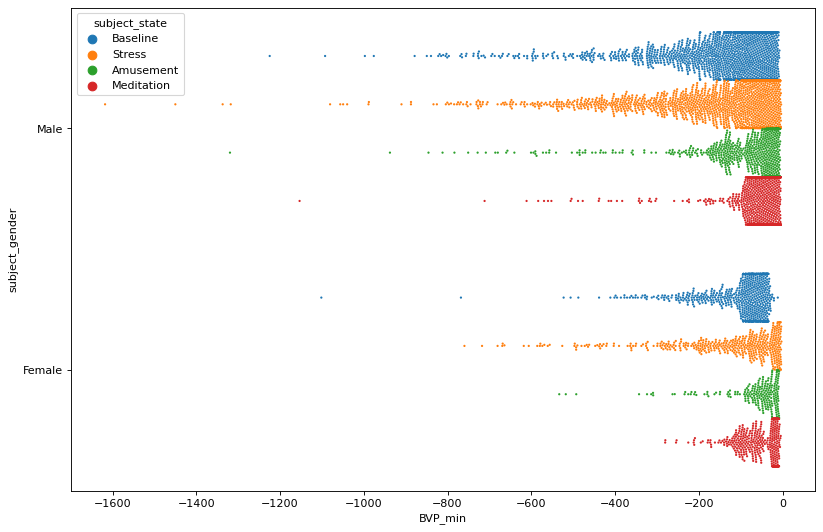 subject_state
Baseline
Stress
Amusement
Meditation
Male
Female
subject_gender
−1600 −1400 −1200 −1000 −800 −600 −400 −200 0
BVP_min